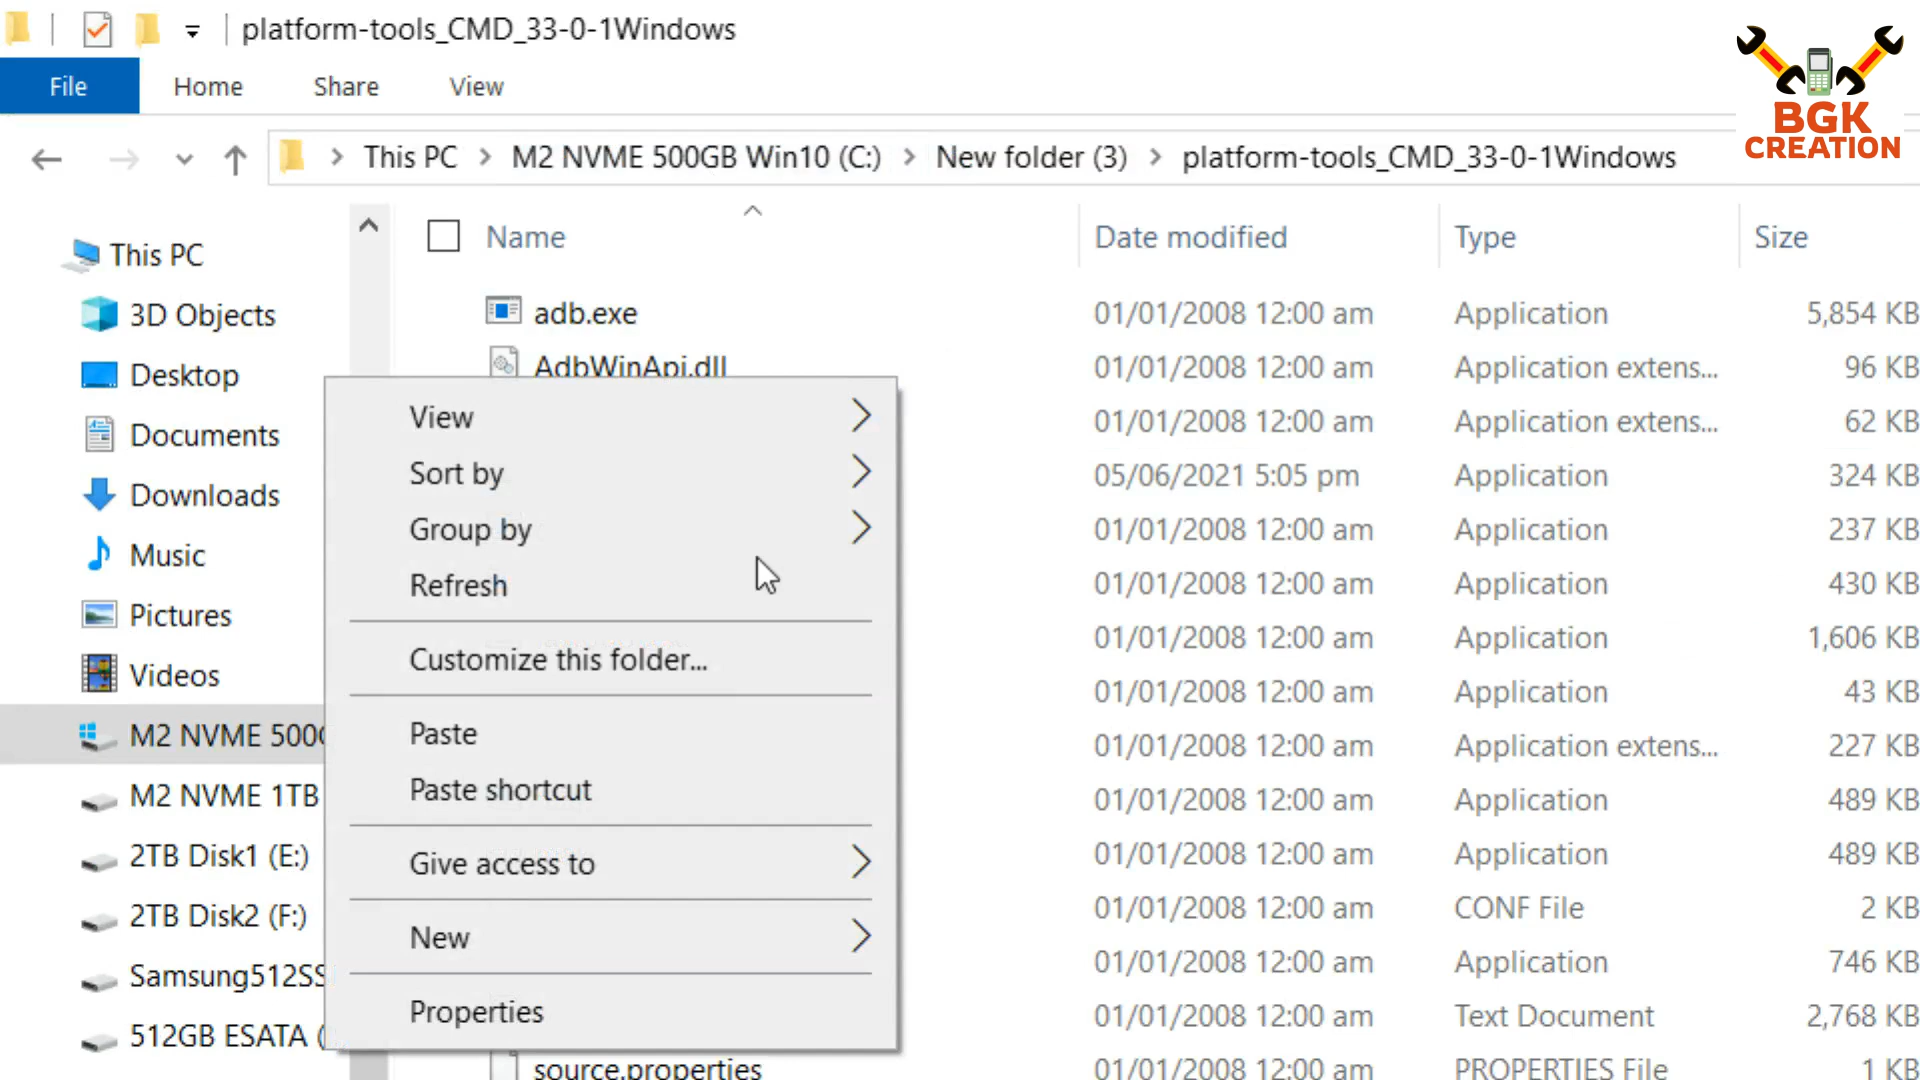 platform-tools_CMD_33-0-1Windows
File Home Share View
This PC M2 NVME 500GB Win10 (C:) New folder (3) platform-tools_CMD_33-0-1Windows
BGK
CREATION
This PC
3D Objects
Desktop
Documents
Downloads
Music
Pictures
Videos
M2 NVME 500G
M2 NVME 1TB
2TB Disk1 (E:)
2TB Disk2 (F:)
Samsung512SS
512GB ESATA (
Name Date modified Type Size
adb.exe 01/01/2008 12:00 am Application 5,854 KB
AdbWinApi.dll 01/01/2008 12:00 am Application extens... 96 KB
01/01/2008 12:00 am Application extens... 62 KB
05/06/2021 5:05 pm Application 324 KB
01/01/2008 12:00 am Application 237 KB
01/01/2008 12:00 am Application 430 KB
01/01/2008 12:00 am Application 1,606 KB
01/01/2008 12:00 am Application 43 KB
01/01/2008 12:00 am Application extens... 227 KB
01/01/2008 12:00 am Application 489 KB
01/01/2008 12:00 am Application 489 KB
01/01/2008 12:00 am CONF File 2 KB
01/01/2008 12:00 am Application 746 KB
01/01/2008 12:00 am Text Document 2,768 KB
source.properties 01/01/2008 12:00 am PROPERTIES File 1 KB
View
Sort by
Group by
Refresh
Customize this folder...
Paste
Paste shortcut
Give access to
New
Properties